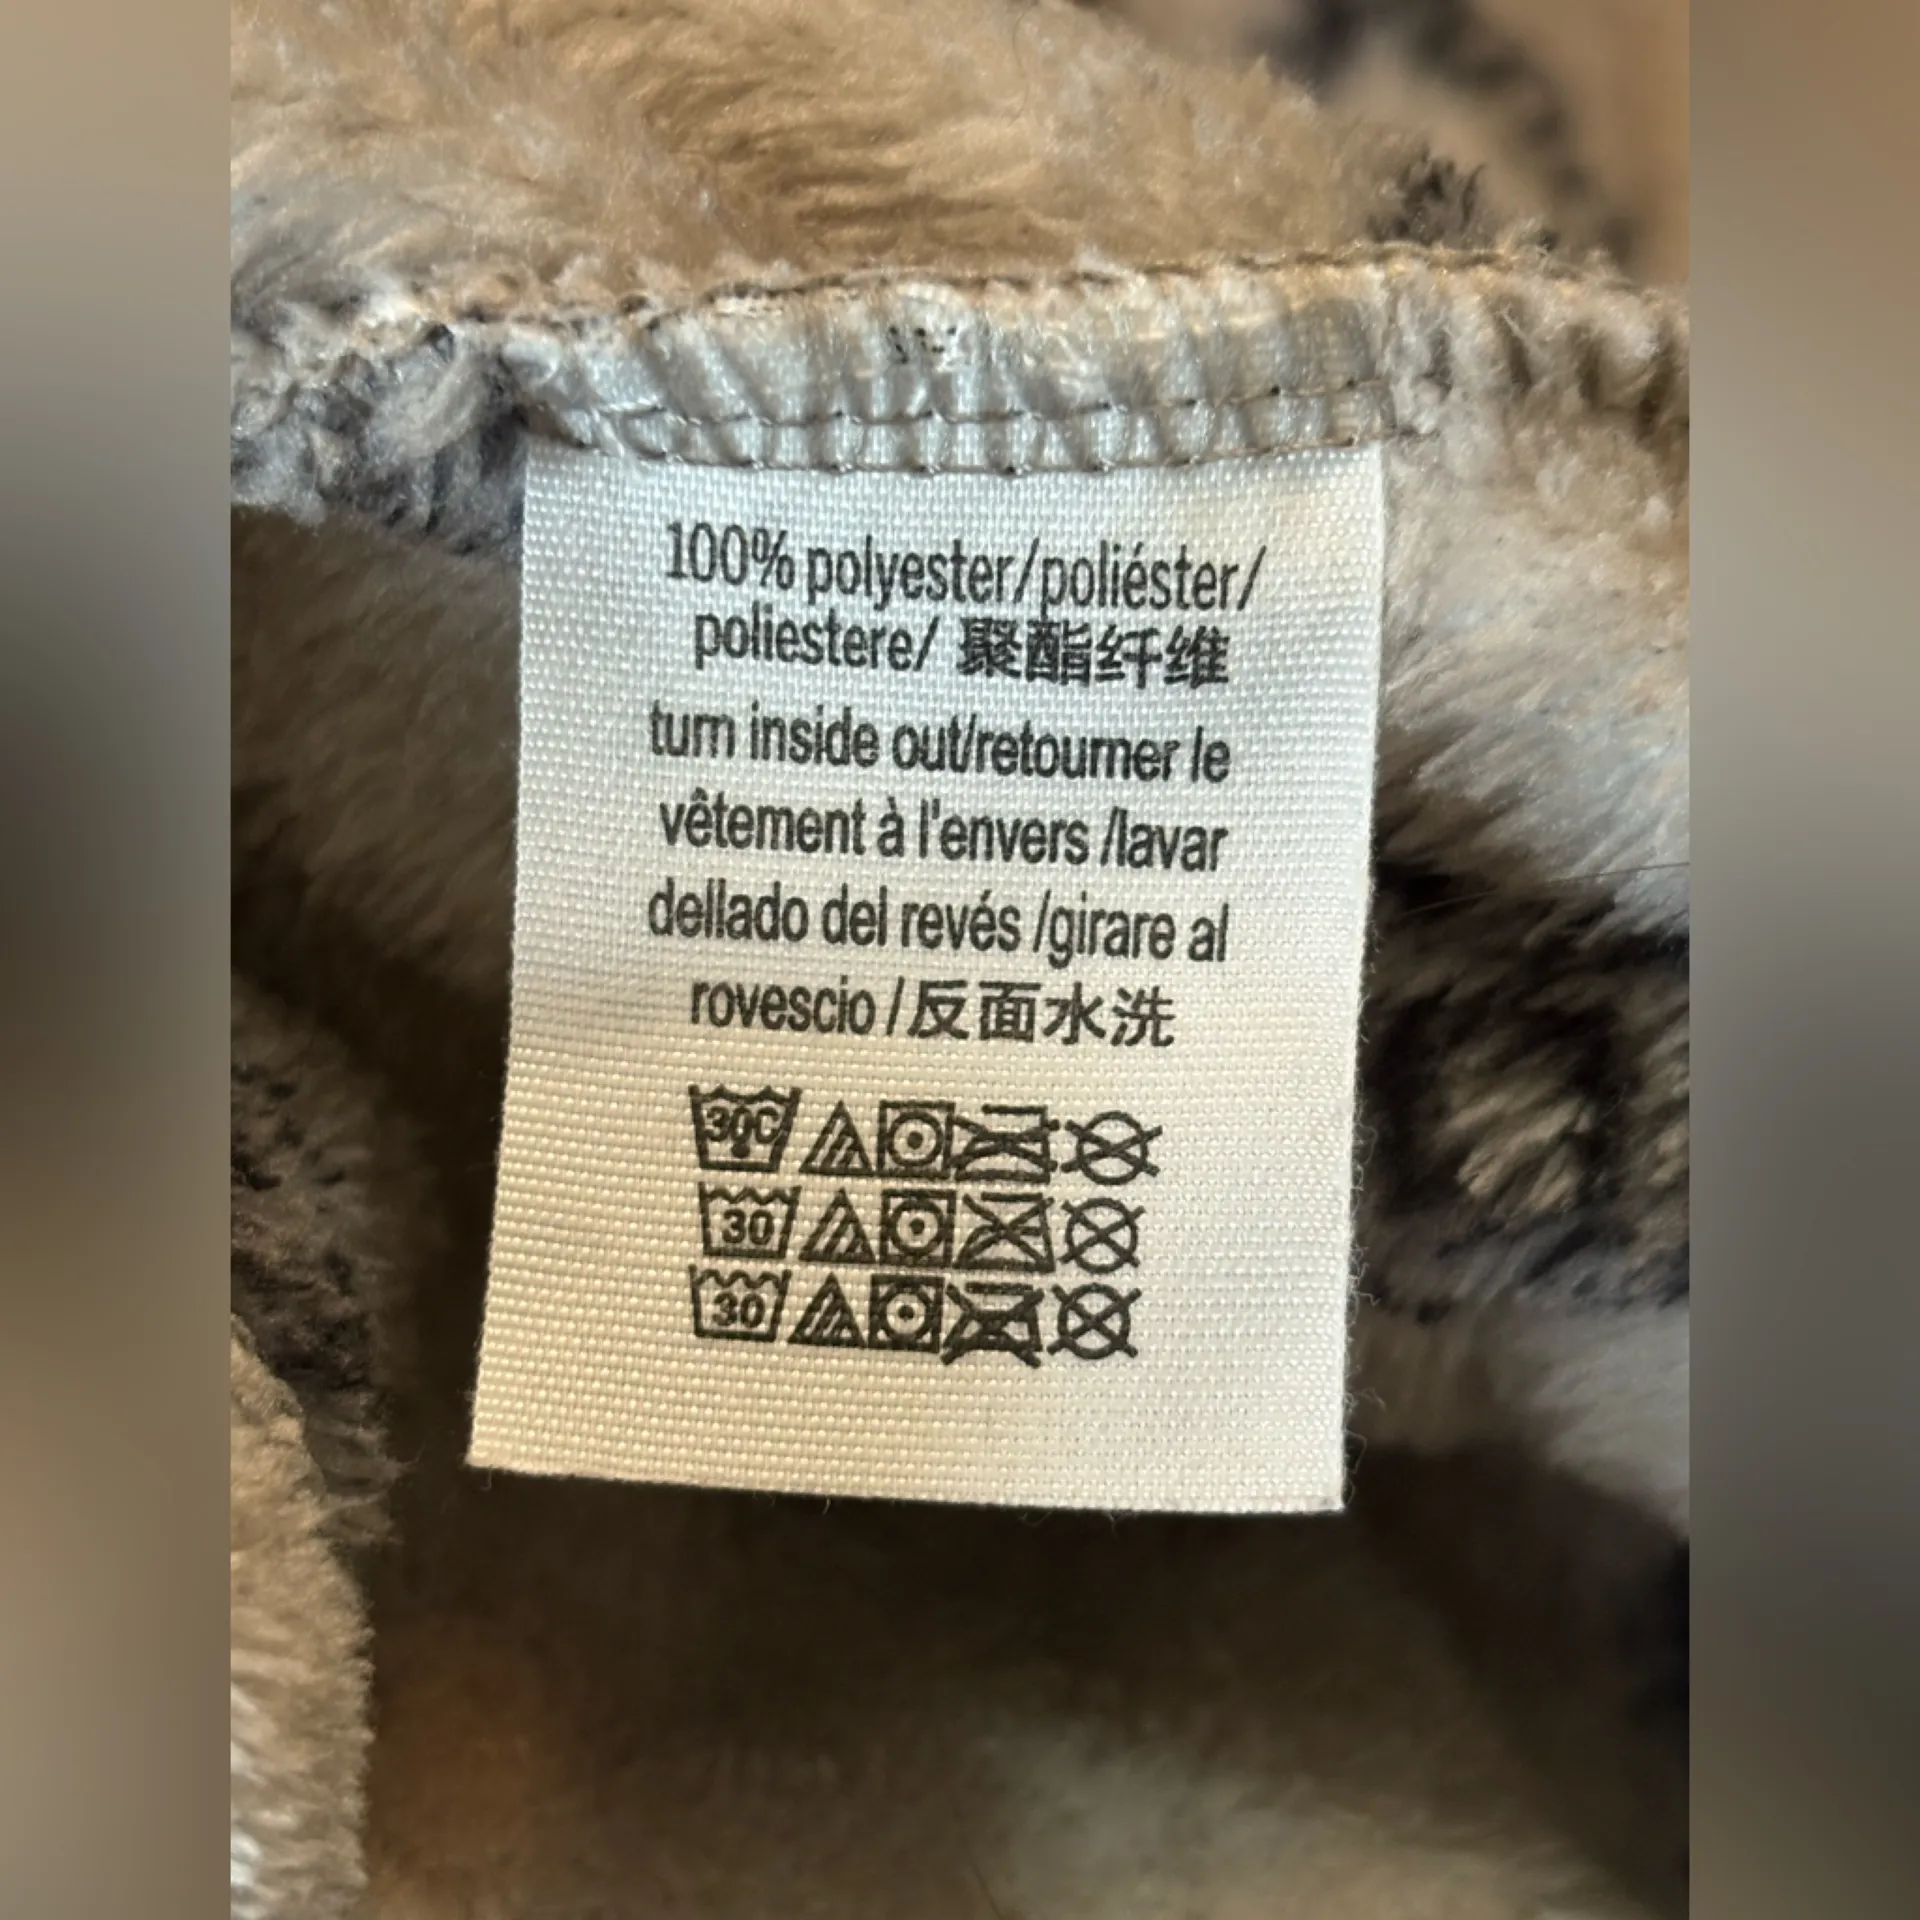 100% polyester/poliéster/
poliestere/ 聚酯纤维
turn inside out/retourner le
vêtement à l'envers /lavar
dellado del revés /girare al
rovescio /反面水洗
30C
30
30